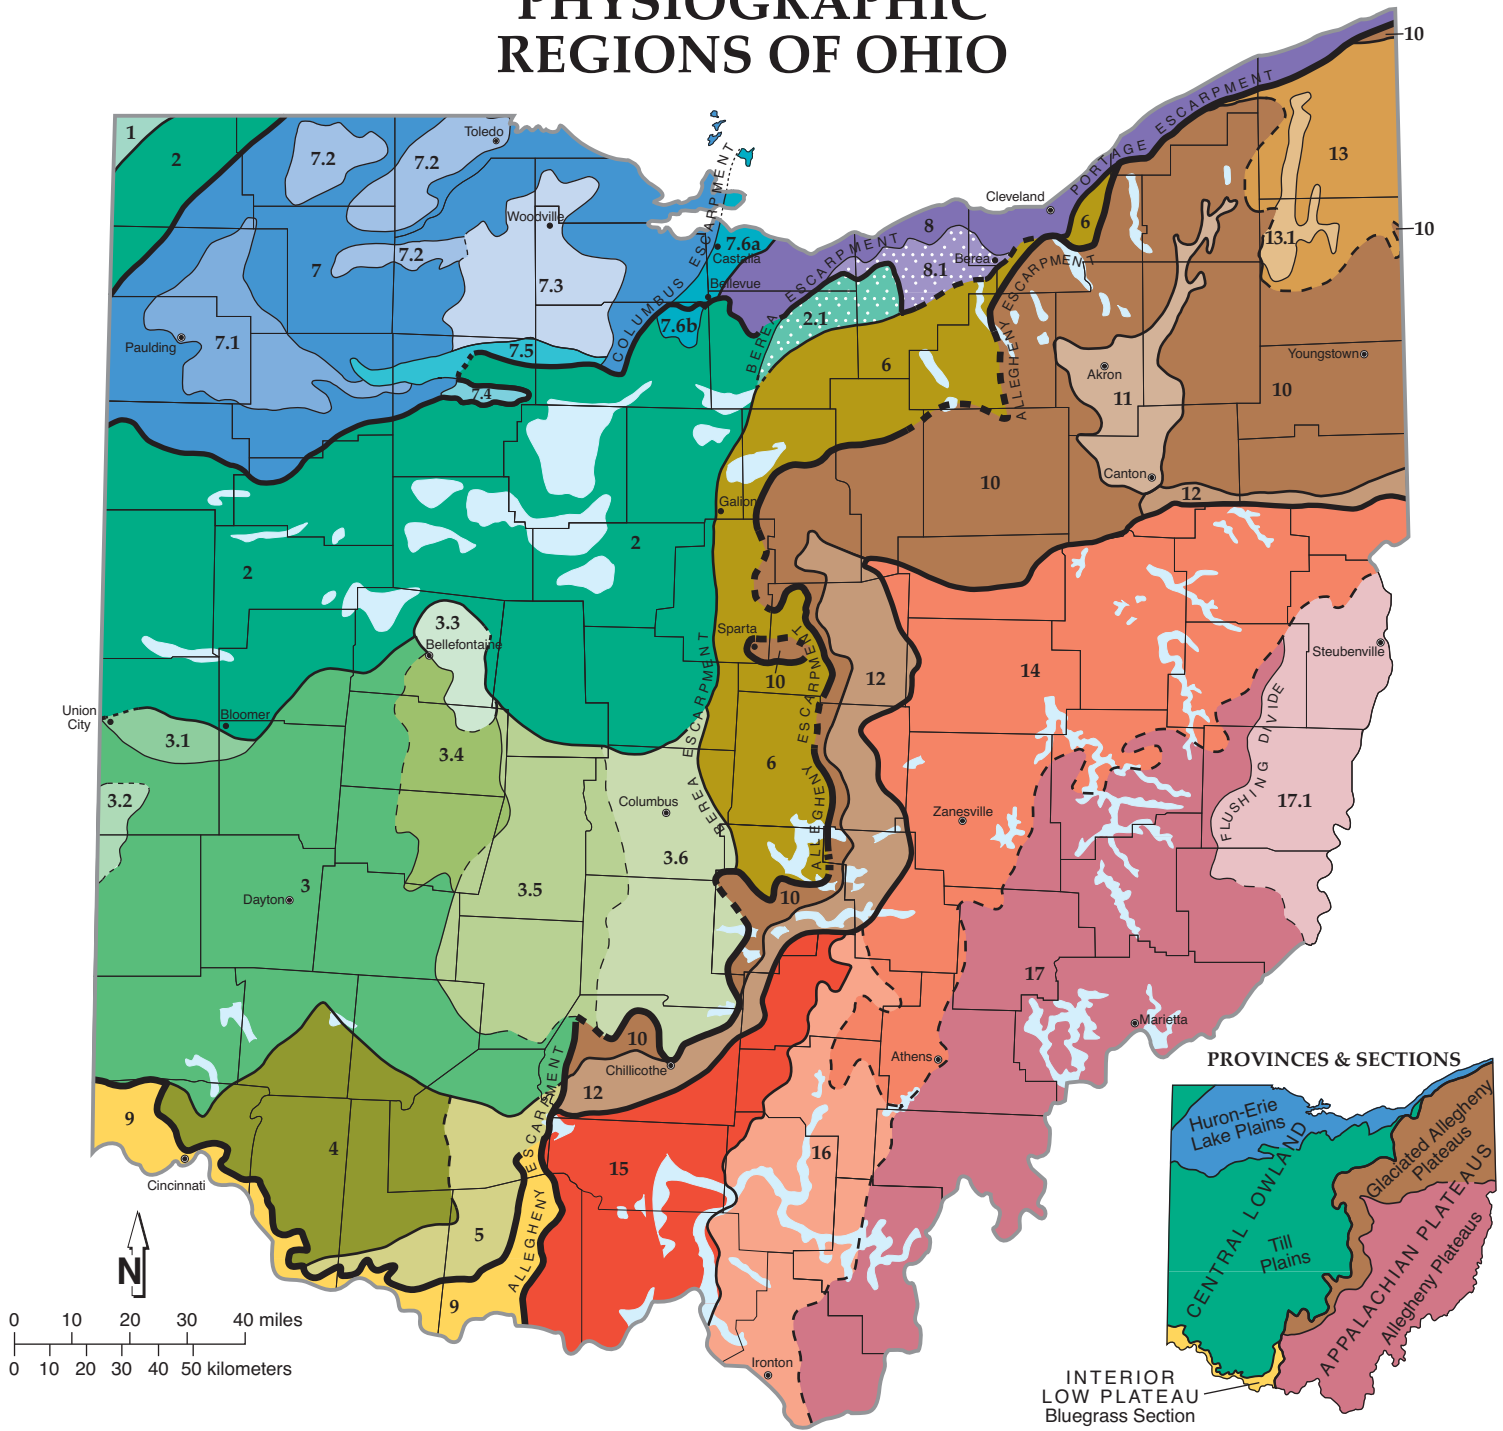 PHYSIOGRAPHIC
REGIONS OF OHIO
10
1
2
7.2
7.2
Toledo
PORTAGE ESCARPMENT
13
Cleveland
Woodville
COLUMBUS ESCARPMENT
7.6a
Castalia
8
6
13.1
10
7
7.2
7.3
BEREA ESCARPMENT
8.1
Berea
ALLEGHENY ESCARPMENT
Bellevue
7.6b
2.1
Paulding
7.1
7.5
6
Youngstown
Akron
7.4
11
10
Canton
10
12
Galion
2
2
3.3
Bellefontaine
Sparta
10
12
14
Steubenville
Union
City
Bloomer
3.1
BEREA ESCARPMENT
ALLEGHENY ESCARPMENT
FLUSHING DIVIDE
3.4
6
3.2
Columbus
Zanesville
17.1
3.6
Dayton
3
3.5
10
17
Marietta
10
Chillicothe
Athens
12
9
ALLEGHENY ESCARPMENT
4
15
16
Cincinnati
5
9
Ironton
N
0 10 20 30 40 miles
0 10 20 30 40 50 kilometers
PROVINCES & SECTIONS
Huron-Erie
Lake Plains
CENTRAL LOWLAND
Till
Plains
Glaciated Allegheny
Plateaus
APPALACHIAN PLATEAUS
Allegheny Plateaus
INTERIOR
LOW PLATEAU
Bluegrass Section